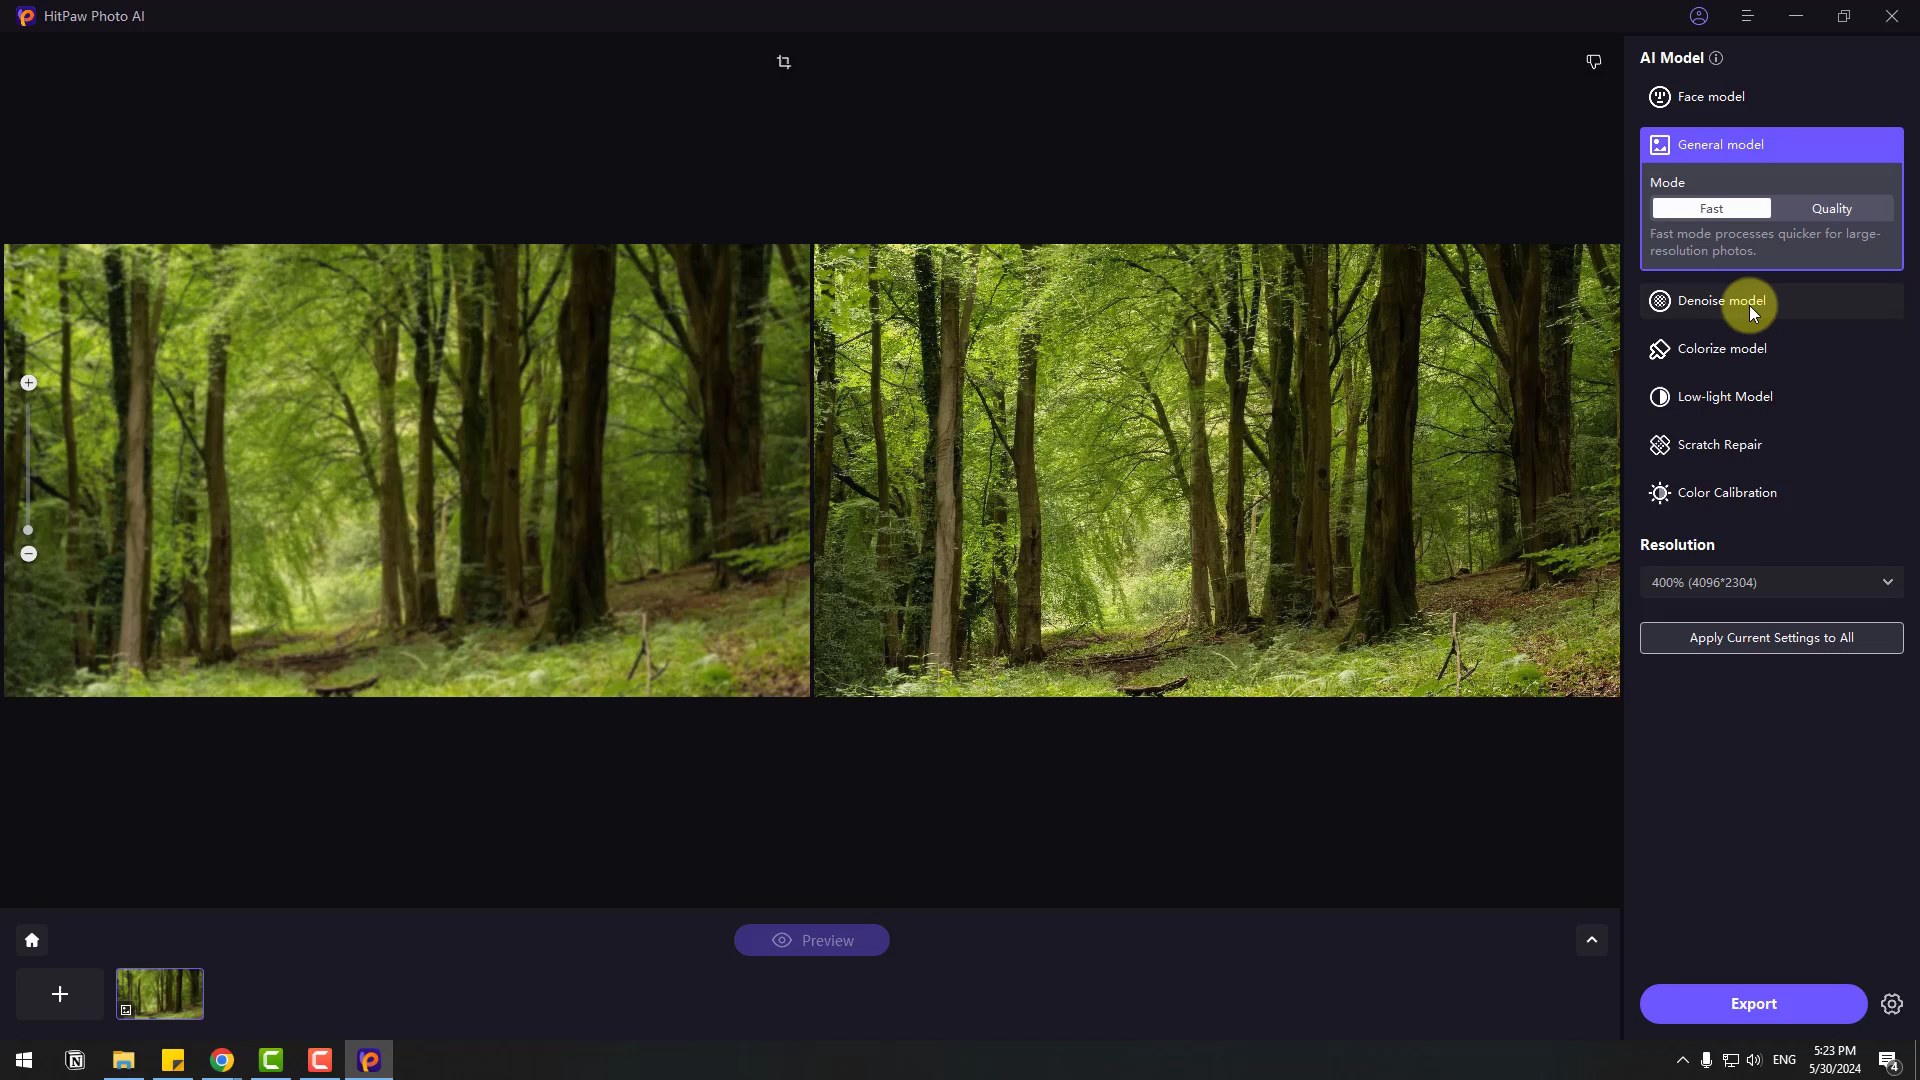 HitPaw Photo AI
AI Model
Face model
General model
Mode
Fast
Quality
Fast mode processes quicker for large-
resolution photos.
Denoise model
Colorize model
Low-light Model
Scratch Repair
Color Calibration
Resolution
400% (4096*2304)
Apply Current Settings to All
Preview
Export
ENG
5:23 PM
5/30/2024
4